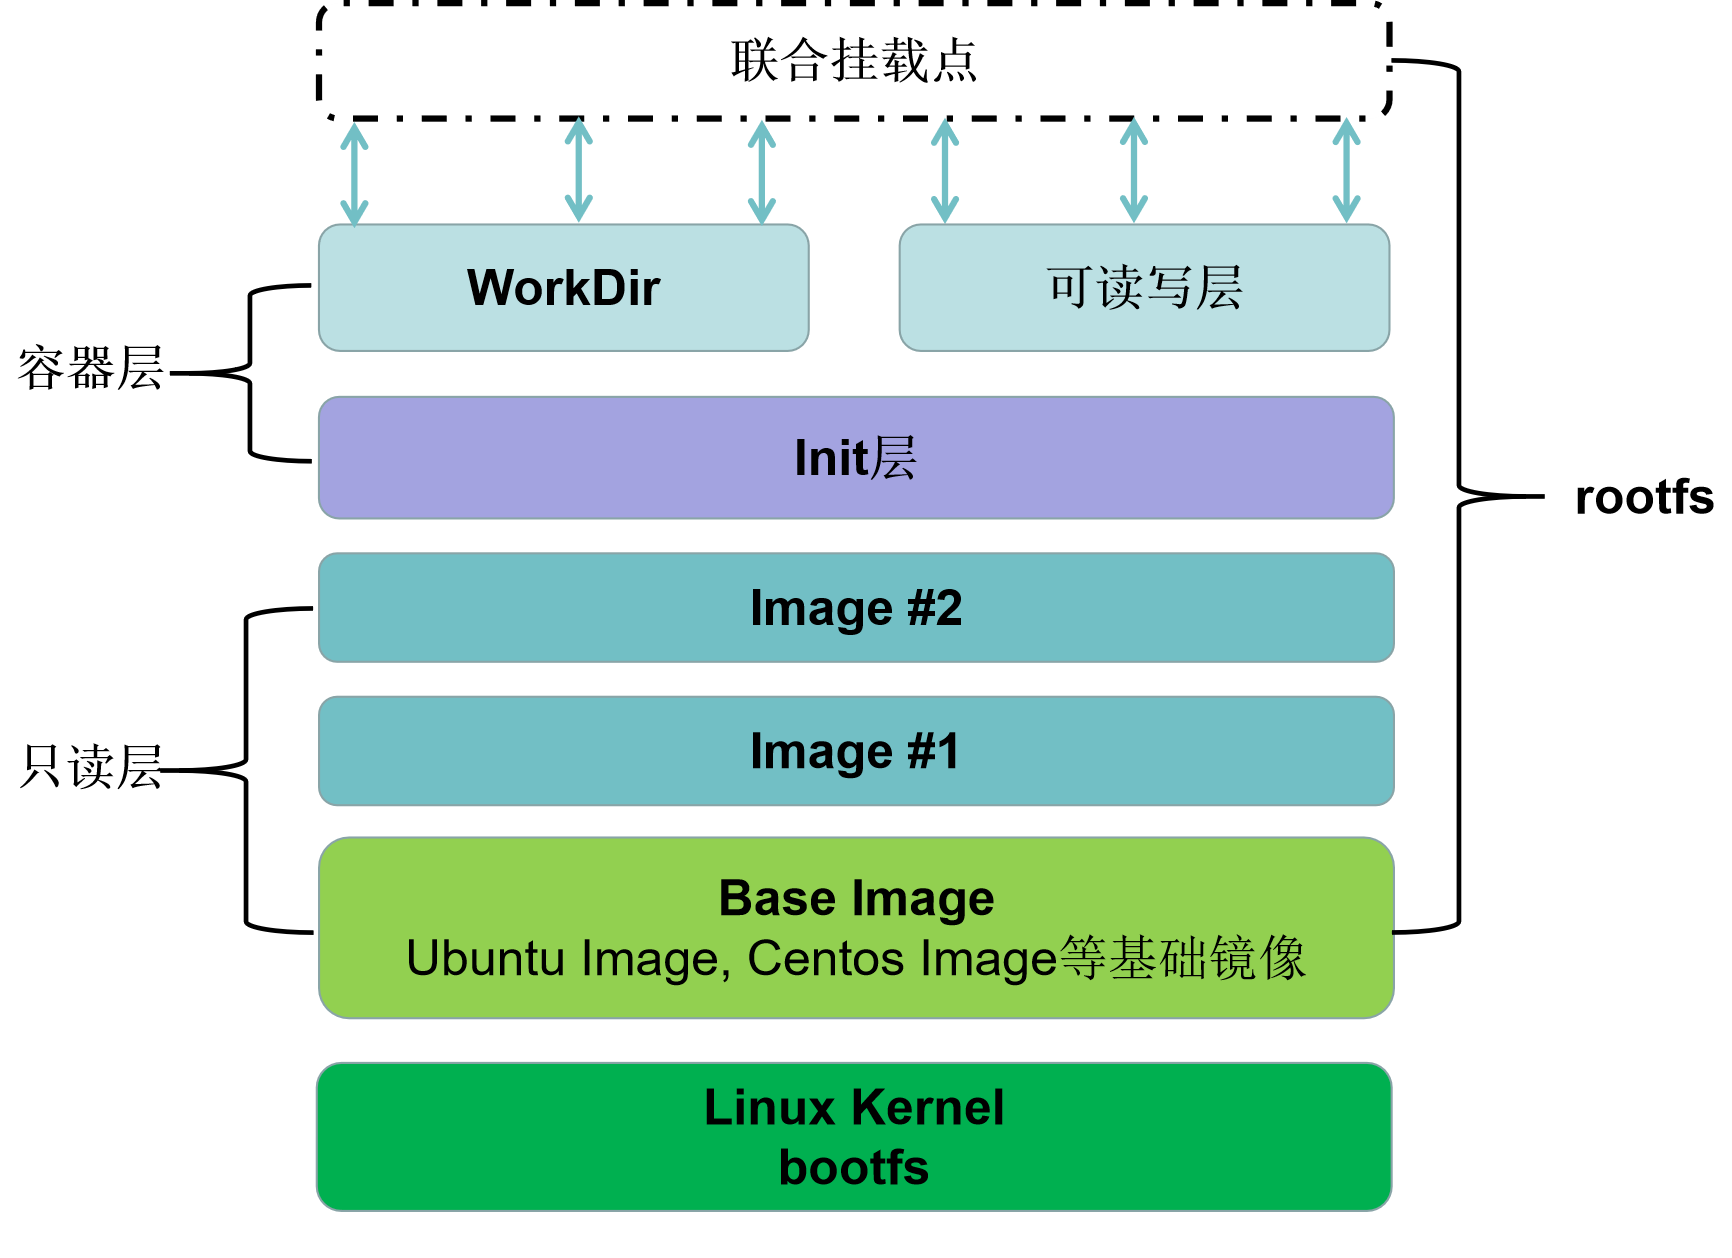 联合挂载点
WorkDir
可读写层
容器层
Init层
rootfs
Image #2
Image #1
只读层
Base Image
Ubuntu Image, Centos Image等基础镜像
Linux Kernel
bootfs